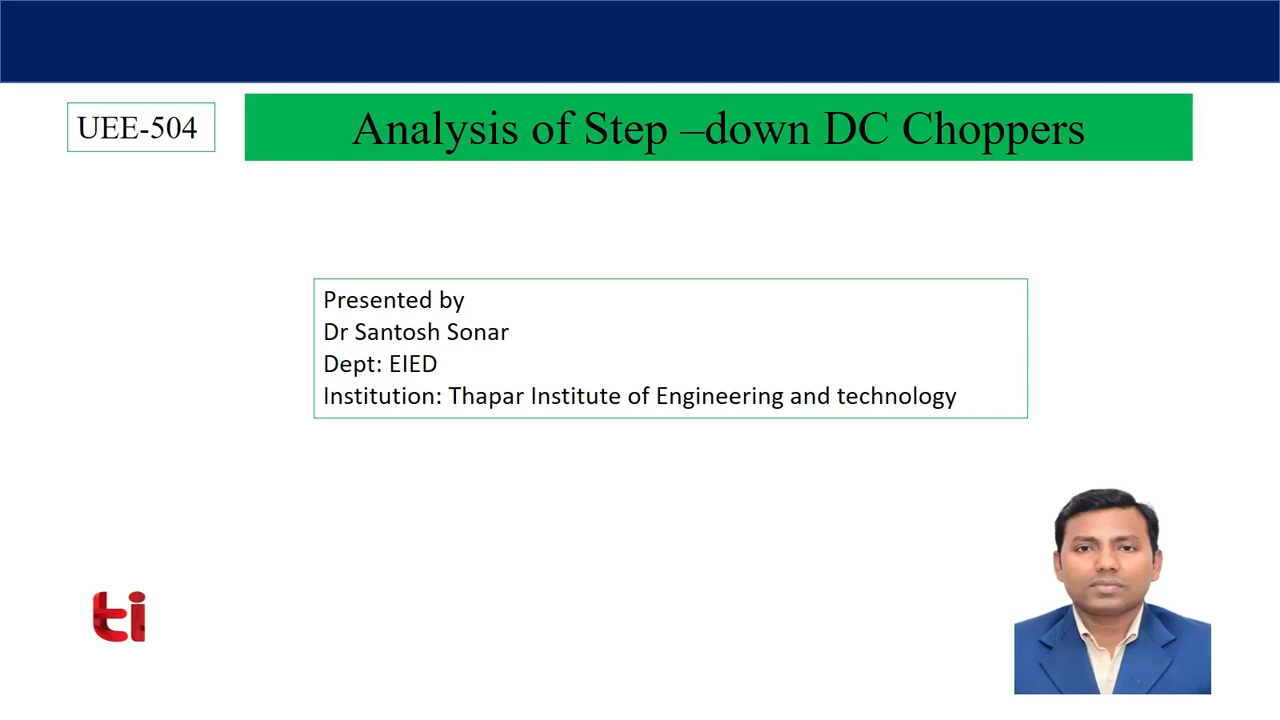 UEE-504
Analysis of Step –down DC Choppers
Presented by
Dr Santosh Sonar
Dept: EIED
Institution: Thapar Institute of Engineering and technology
ti